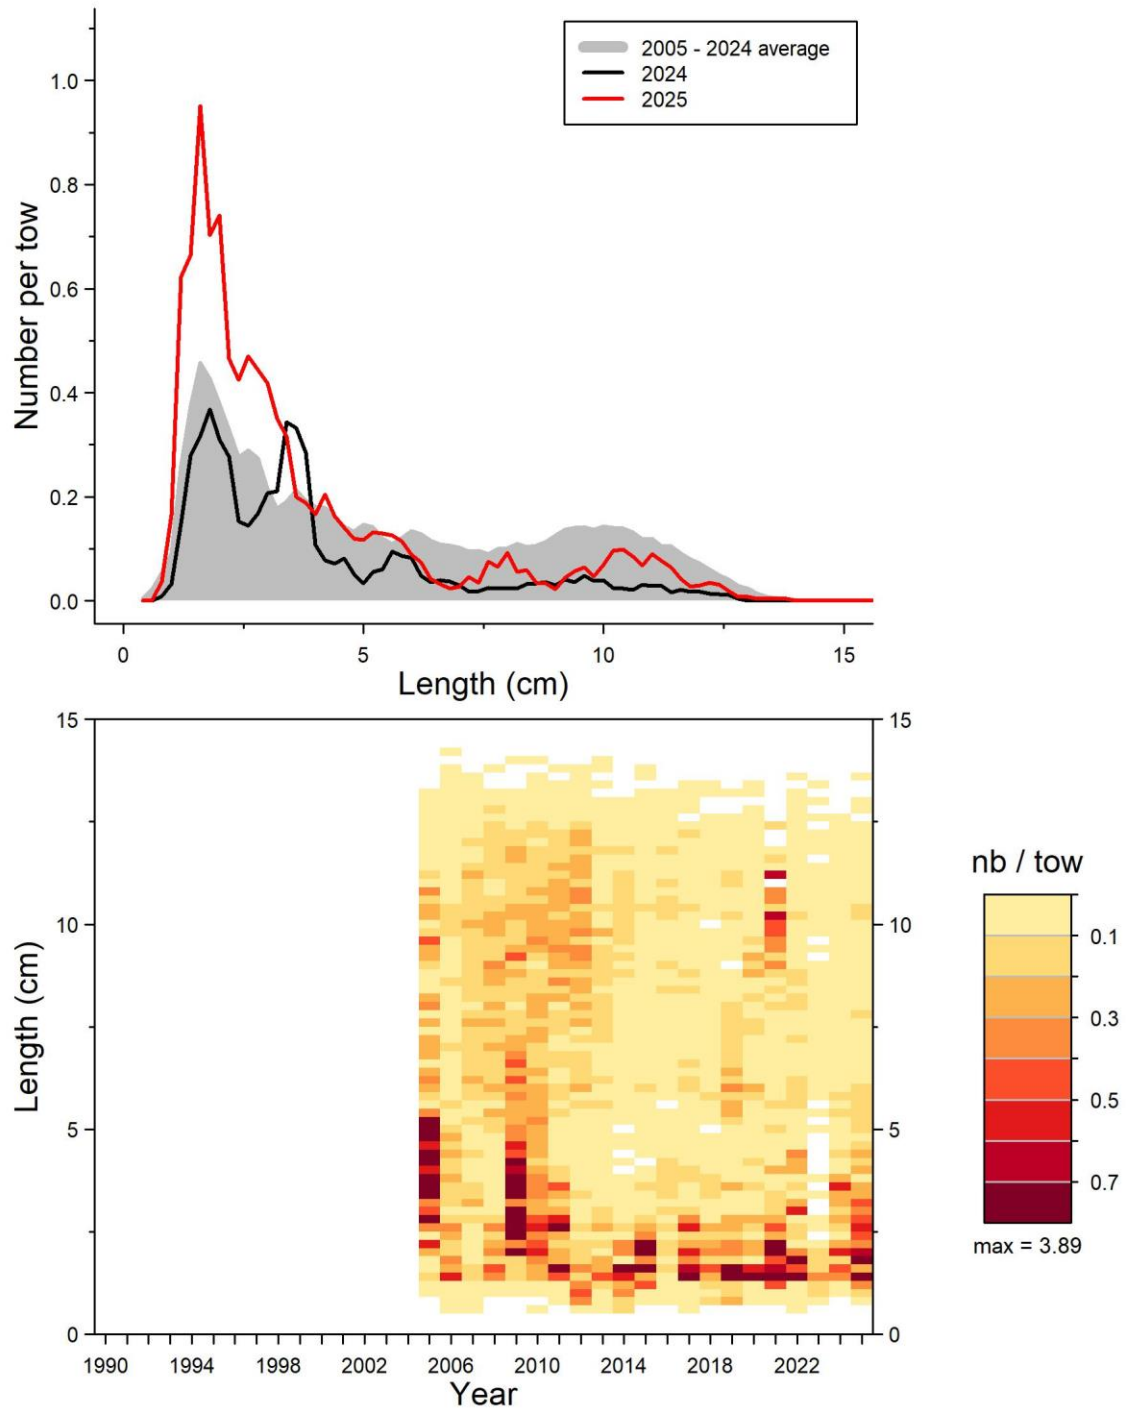 2005 - 2024 average
2024
2025
1.0
0.8
0.6
0.4
0.2
0.0
Number per tow
0 5 10 15
Length (cm)
15 15
10 10
5 5
0 0
Length (cm)
1990 1994 1998 2002 2006 2010 2014 2018 2022
Year
nb / tow
0.1
0.3
0.5
0.7
max = 3.89